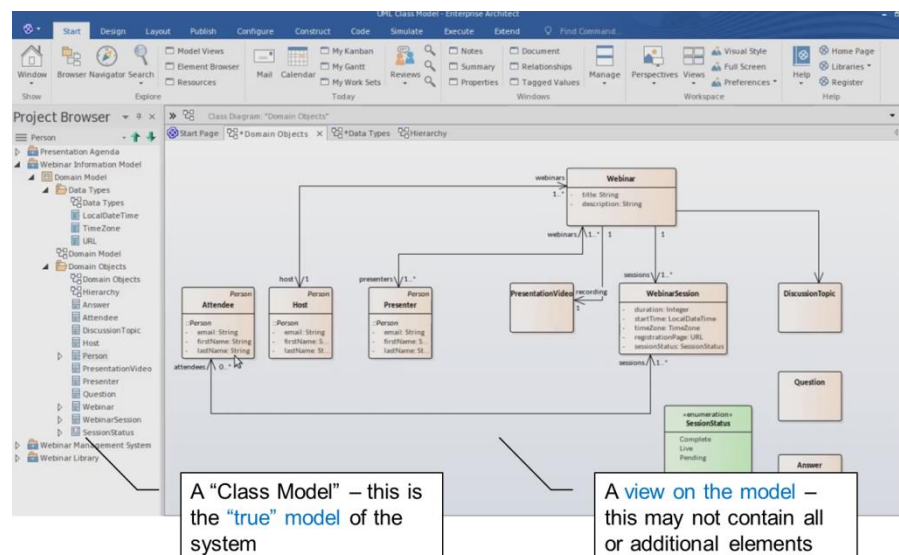 UML Class Model - Enterprise Architect
Start Design Layout Publish Configure Construct Code Simulate Execute Extend Find Command...
Window
Browser Navigator Search
Model Views
Element Browser
Resources
Mail Calendar
My Kanban
My Gantt
My Work Sets
Reviews
Notes
Summary
Properties
Document
Relationships
Tagged Values
Manage
Perspectives Views
Visual Style
Full Screen
Preferences
Help
Home Page
Libraries
Register
Show Explore Today Windows Workspace Help
Project Browser
Class Diagram: "Domain Objects"
Person
Start Page *Domain Objects × *Data Types Hierarchy
Presentation Agenda
Webinar Information Model
Domain Model
Data Types
Data Types
LocalDateTime
TimeZone
URL
Domain Model
Domain Objects
Domain Objects
Hierarchy
Answer
Attendee
DiscussionTopic
Host
Person
PresentationVideo
Presenter
Question
Webinar
WebinarSession
SessionStatus
Webinar Management System
Webinar Library
webinars
1..*
Webinar
- title: String
- description: String
webinars 1..* 1 1
host 1
presenters 1..*
recording
1
sessions 1..*
Person
Attendee
::Person
- email: String
- firstName: String
- lastName: String
Person
Host
::Person
- email: String
- firstName: S...
- lastName: St...
Person
Presenter
::Person
- email: String
- firstName: S...
- lastName: St...
PresentationVideo
WebinarSession
- duration: Integer
- startTime: LocalDateTime
- timeZone: TimeZone
- registrationPage: URL
- sessionStatus: SessionStatus
DiscussionTopic
attendees 0..*
sessions 1..*
Question
«enumeration»
SessionStatus
Complete
Live
Pending
Answer
A “Class Model” – this is
the “true” model of the
system
A view on the model –
this may not contain all
or additional elements